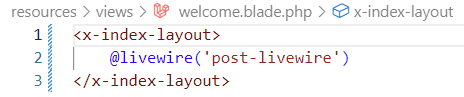 resources > views > welcome.blade.php > x-index-layout
1 <x-index-layout>
2     @livewire('post-livewire')
3 </x-index-layout>